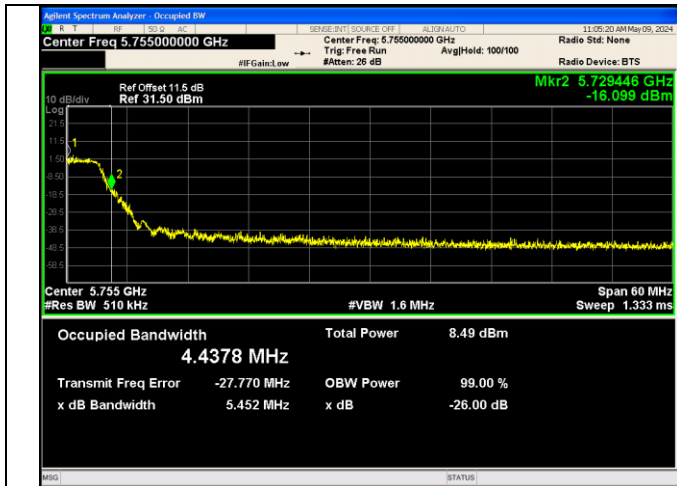 Agilent Spectrum Analyzer - Occupied BW
R T RF 50 Ω AC SENSE:INT SOURCE OFF ALIGN AUTO 11:05:20 AM May 09, 2024
Center Freq 5.755000000 GHz Center Freq: 5.755000000 GHz Radio Std: None
Trig: Free Run Avg|Hold: 100/100
#IFGain:Low #Atten: 26 dB Radio Device: BTS
Mkr2 5.729446 GHz
Ref Offset 11.5 dB
10 dB/div Ref 31.50 dBm -16.099 dBm
Log
21.5
11.5
1
1.50
2
-8.50
-18.5
-28.5
-38.5
-48.5
-58.5
Center 5.755 GHz Span 60 MHz
#Res BW 510 kHz #VBW 1.6 MHz Sweep 1.333 ms
Occupied Bandwidth Total Power 8.49 dBm
4.4378 MHz
Transmit Freq Error -27.770 MHz OBW Power 99.00 %
x dB Bandwidth 5.452 MHz x dB -26.00 dB
MSG STATUS